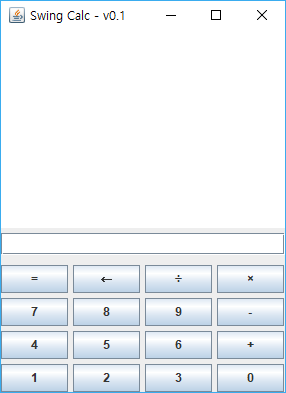 Swing Calc - v0.1
= ← ÷ ×
7 8 9 -
4 5 6 +
1 2 3 0